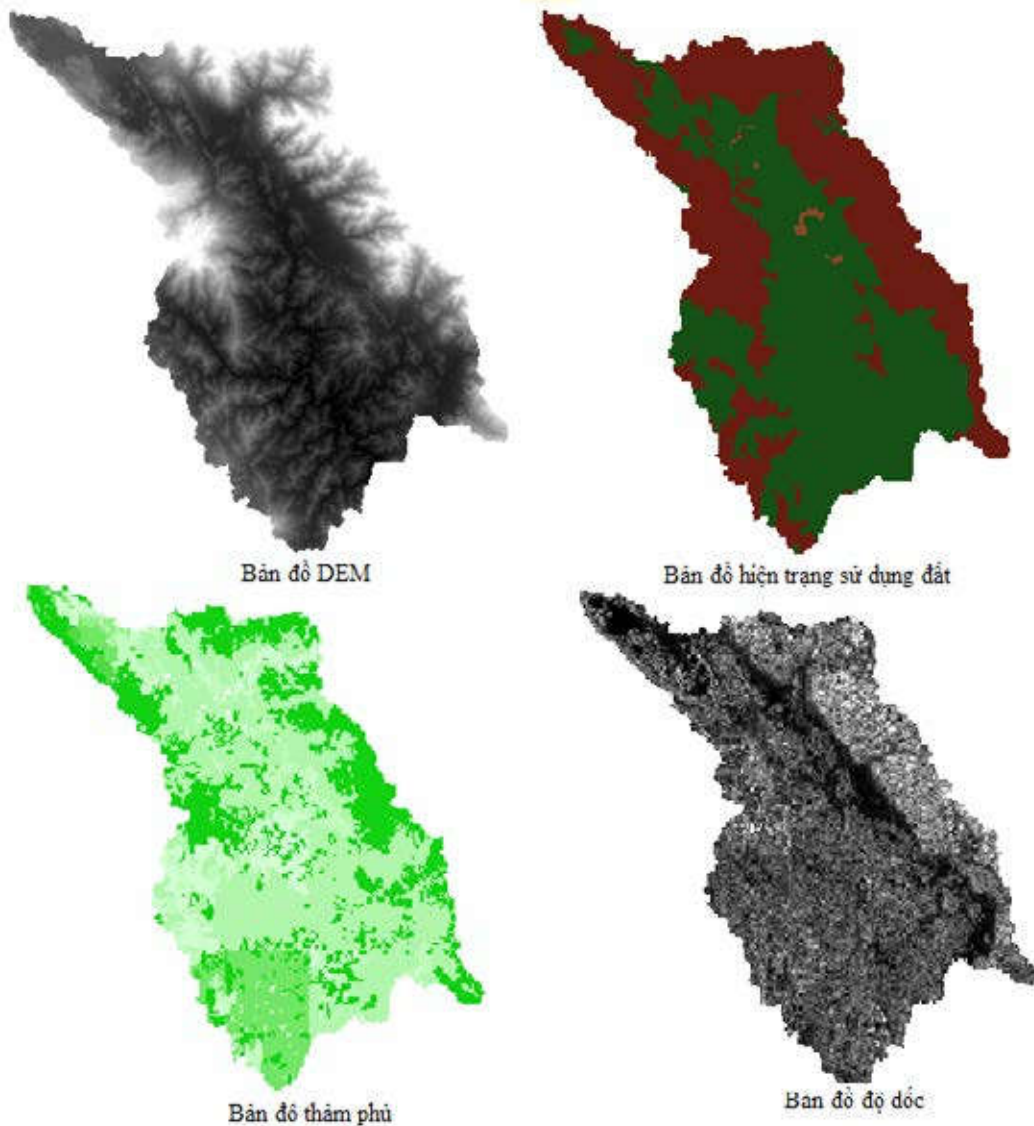 Bản đồ DEM
Bản đồ hiện trạng sử dụng đất
Bản đồ thảm phủ
Bản đồ độ dốc